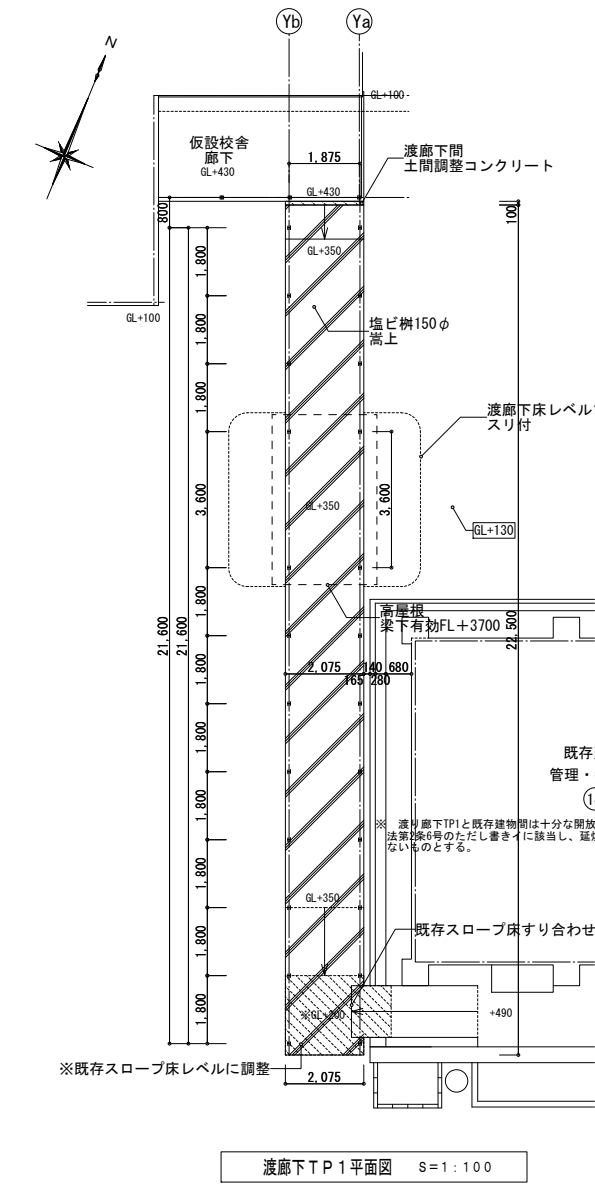 Yb
Ya
N
GL+100
仮設校舎
廊下
GL+430
1,875
渡廊下間
土間調整コンクリート
GL+430
800
100
GL+350
1,800
GL+100
塩ビ桝150φ
嵩上
1,800
1,800
渡廊下床レベル
スリ付
3,600
GL+350
3,600
GL+130
高屋根
梁下有効FL+3700
1,800
21,600
21,600
22,500
2,075
140
680
165
280
1,800
1,800
既存
管理・
※ 渡り廊下TP1と既存建物間は十分な開放
法第2条6号のただし書きイに該当し、延焼
ないものとする。
1,800
1,800
GL+350
既存スロープ床すり合わせ
1,800
1,800
※GL+200
+490
※既存スロープ床レベルに調整
2,075
渡廊下TP1平面図 S=1:100